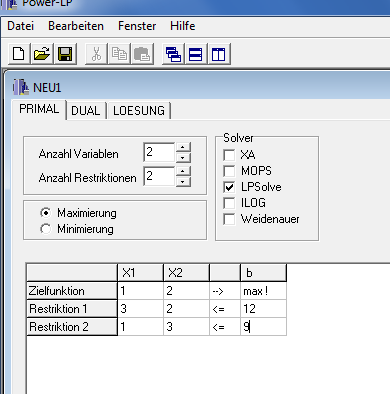 Power-LP
Datei Bearbeiten Fenster Hilfe
NEU1
PRIMAL DUAL LOESUNG
Anzahl Variablen 2
Anzahl Restriktionen 2
Maximierung
Minimierung
Solver
XA
MOPS
LPSolve
ILOG
Weidenauer
X1 X2 b
Zielfunktion 1 2 --> max !
Restriktion 1 3 2 <= 12
Restriktion 2 1 3 <= 9